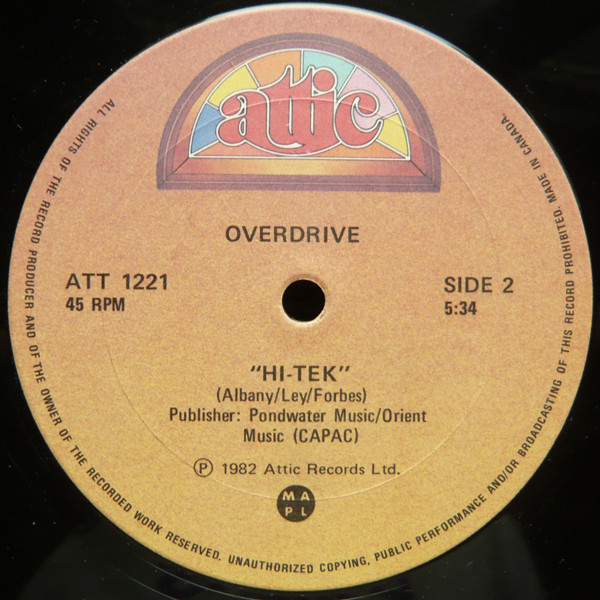 attic
OVERDRIVE
ATT 1221
45 RPM
SIDE 2
5:34
"HI-TEK"
(Albany/Ley/Forbes)
Publisher: Pondwater Music/Orient
Music (CAPAC)
Ⓟ 1982 Attic Records Ltd.
M A
P L
ALL RIGHTS OF THE RECORD PRODUCER AND OF THE OWNER OF THE RECORDED WORK RESERVED. UNAUTHORIZED COPYING, PUBLIC PERFORMANCE AND/OR BROADCASTING OF THIS RECORD PROHIBITED. MADE IN CANADA.